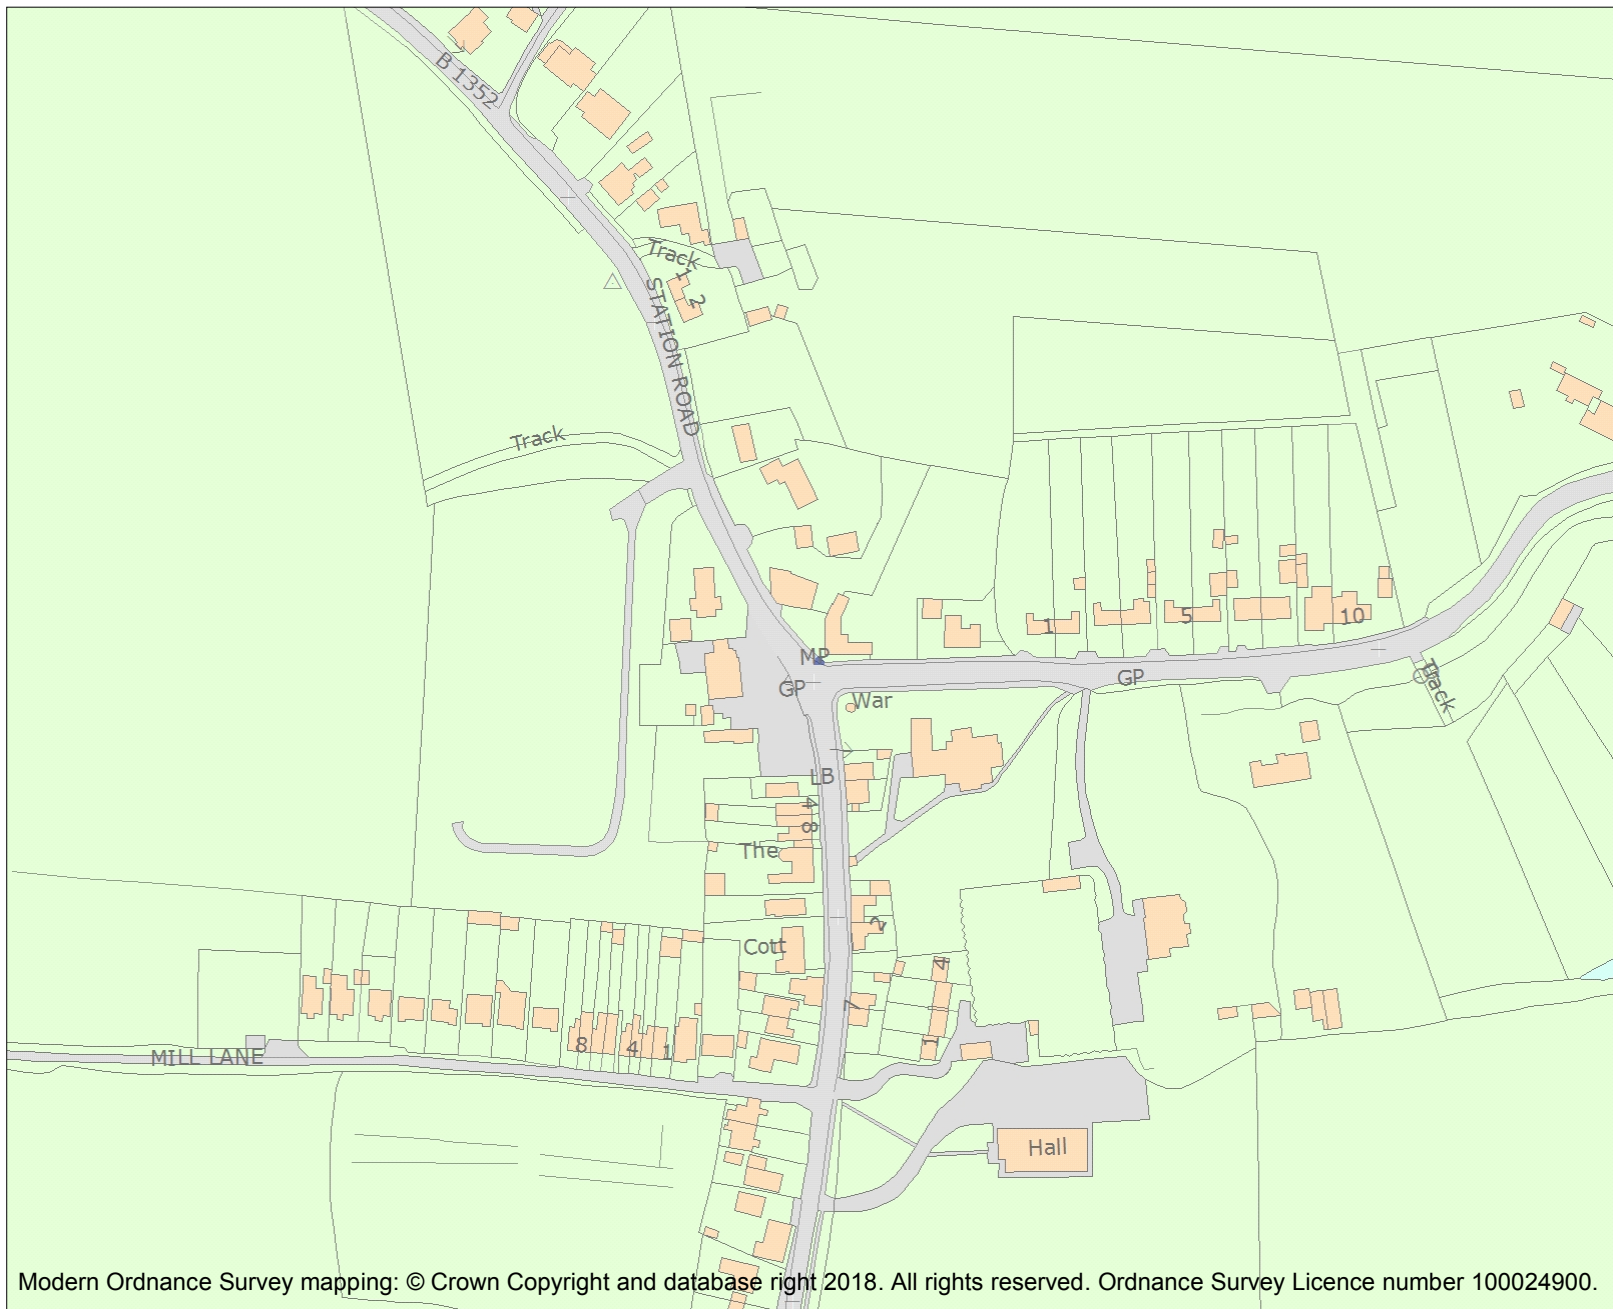 B 1352
Track
1
2
STATION ROAD
Track
1
5
10
MP
GP
GP
Track
War
LB
4
8
The
2
Cott
4
7
8
4
1
1
MILL LANE
Hall
Modern Ordnance Survey mapping: © Crown Copyright and database right 2018. All rights reserved. Ordnance Survey Licence number 100024900.